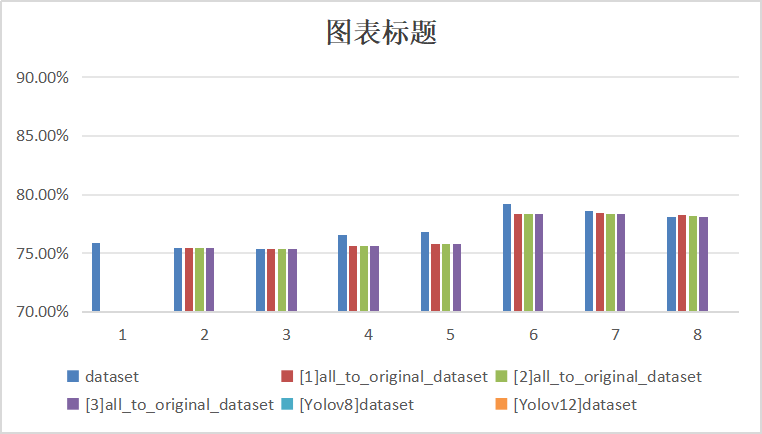 图表标题
90.00%
85.00%
80.00%
75.00%
70.00%
1 2 3 4 5 6 7 8
dataset [1]all_to_original_dataset [2]all_to_original_dataset
[3]all_to_original_dataset [Yolov8]dataset [Yolov12]dataset